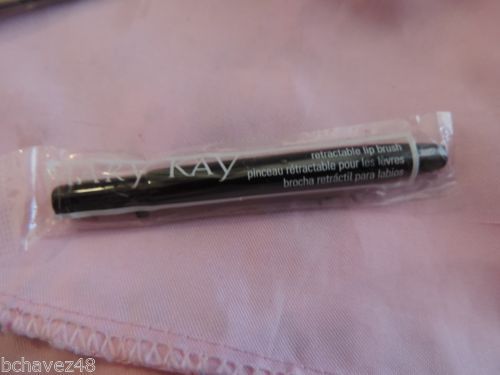 MARY KAY
retractable lip brush
pinceau rétractable pour les lèvres
brocha retráctil para labios
bchavez48